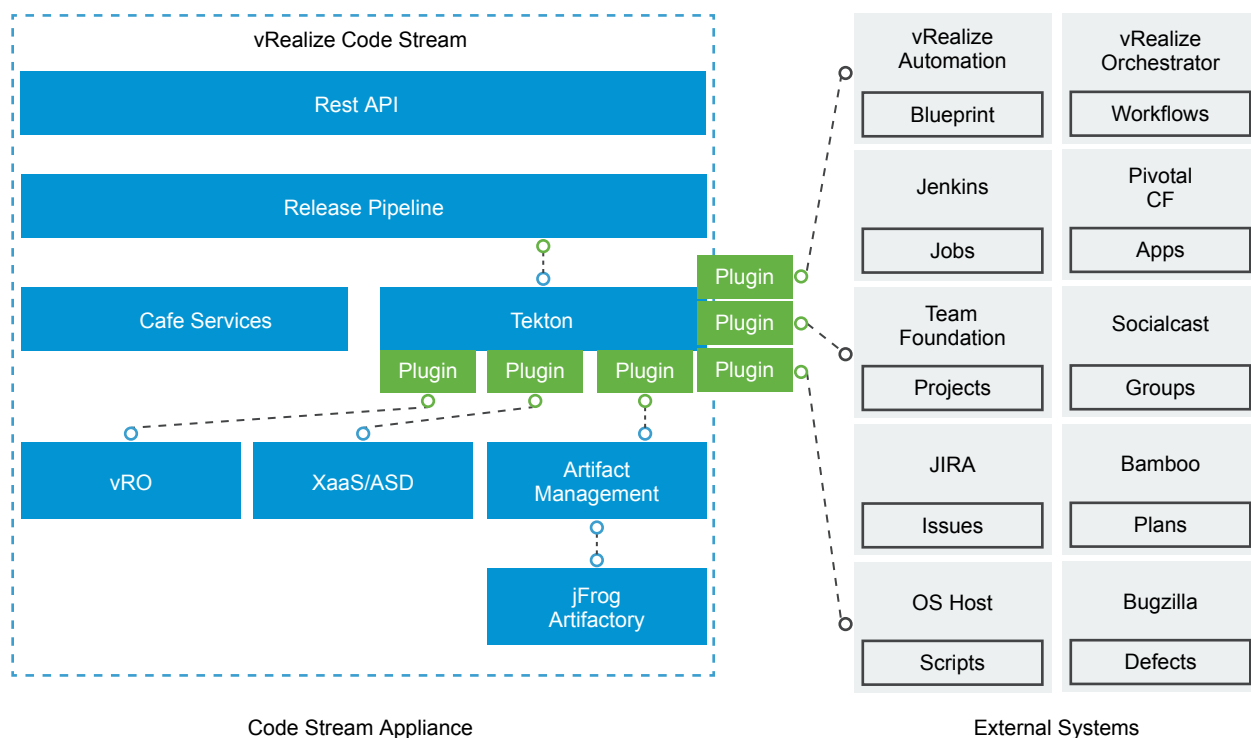 vRealize Code Stream
Rest API
Release Pipeline
Cafe Services
Tekton
Plugin
Plugin
Plugin
Plugin
Plugin
Plugin
vRO
XaaS/ASD
Artifact
Management
jFrog
Artifactory
Code Stream Appliance
vRealize
Automation
Blueprint
vRealize
Orchestrator
Workflows
Jenkins
Jobs
Pivotal
CF
Apps
Team
Foundation
Projects
Socialcast
Groups
JIRA
Issues
Bamboo
Plans
OS Host
Scripts
Bugzilla
Defects
External Systems